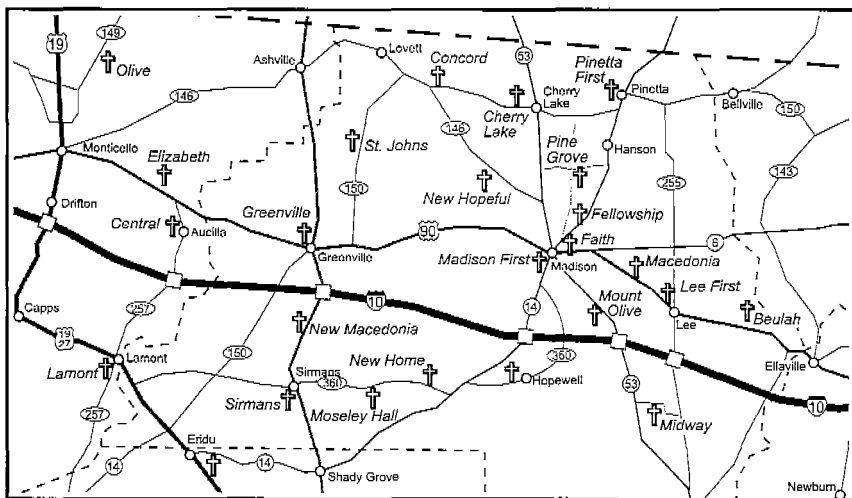 149
19
Olive
Ashville
Lovett
Concord
53
Pinetta
First
Pinetta
Cherry
Lake
Cherry
Lake
Bellville
150
146
146
Monticello
Elizabeth
St. Johns
Pine
Grove
Hanson
143
150
New Hopeful
255
Drifton
Central
Aucilla
Greenville
Greenville
90
Fellowship
Faith
6
Madison First
Madison
Macedonia
Lee First
257
10
14
Mount
Olive
Lee
Beulah
Capps
19
27
New Macedonia
150
360
Lamont
Lamont
New Home
Ellaville
Sirmans
360
Hopewell
53
Sirmans
Moseley Hall
10
257
Midway
Eridu
14
14
Shady Grove
Newburn